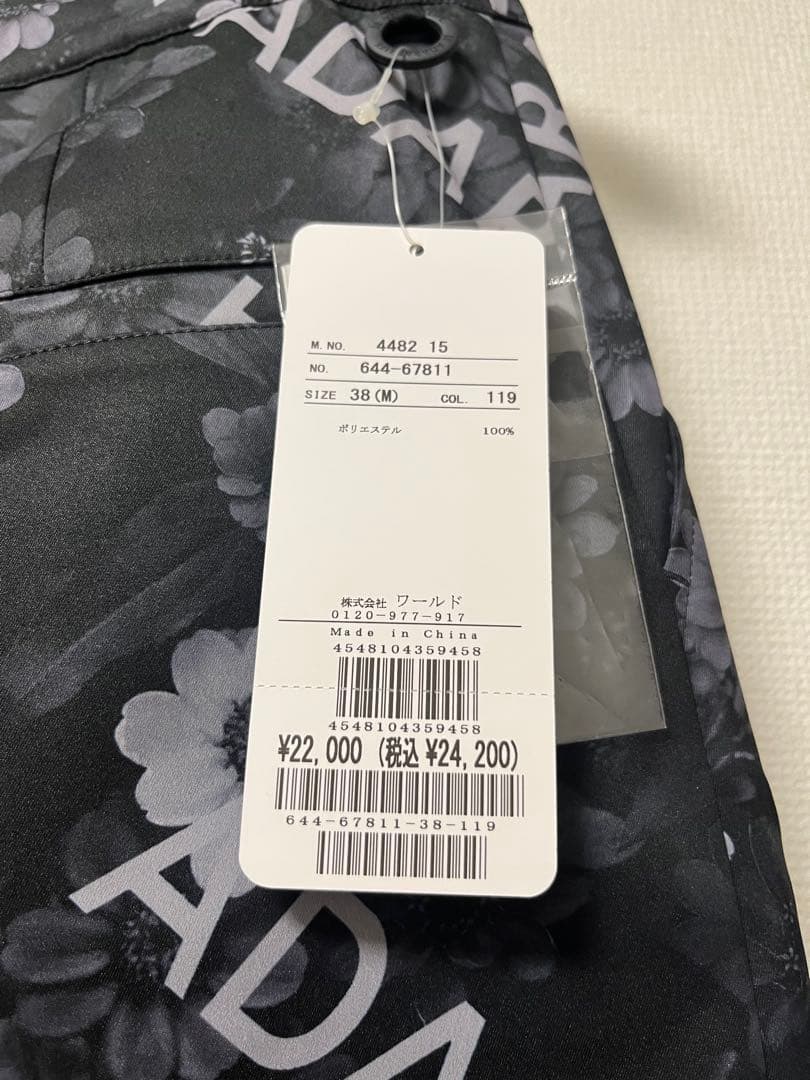 ADA
ADAB
M. NO. 4482 15
NO. 644-67811
SIZE 38(M) COL. 119
ポリエステル 100%
株式会社 ワールド
0120-977-917
Made in China
4548104359458
4548104359458
¥22,000 (税込 ¥24,200)
644-67811-38-119
ADA